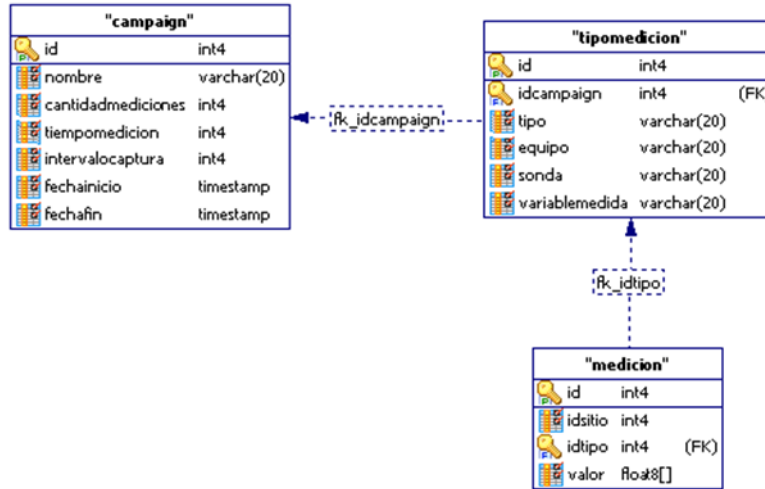 "campaign"
id int4
nombre varchar(20)
cantidadmediciones int4
tiempomedicion int4
intervalocaptura int4
fechainicio timestamp
fechafin timestamp
fk_idcampaign
"tipomedicion"
id int4
idcampaign int4 (FK)
tipo varchar(20)
equipo varchar(20)
sonda varchar(20)
variablemedida varchar(20)
fk_idtipo
"medicion"
id int4
idsitio int4
idtipo int4 (FK)
valor float8[]